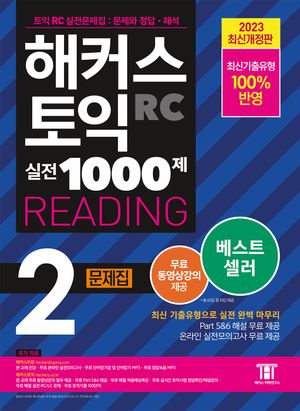 토익 RC 실전문제집 : 문제와 정답 · 해석
2023
최신개정판
최신기출유형
100%
반영
해커스
토익 RC
실전 1000제
READING
2
문제집
무료
동영상강의
제공
베스트
셀러
최신 기출유형으로 실전 완벽 마무리
Part 5&6 해설 무료 제공
온라인 실전모의고사 무료 제공
추가 자료
해커스 어학연구소